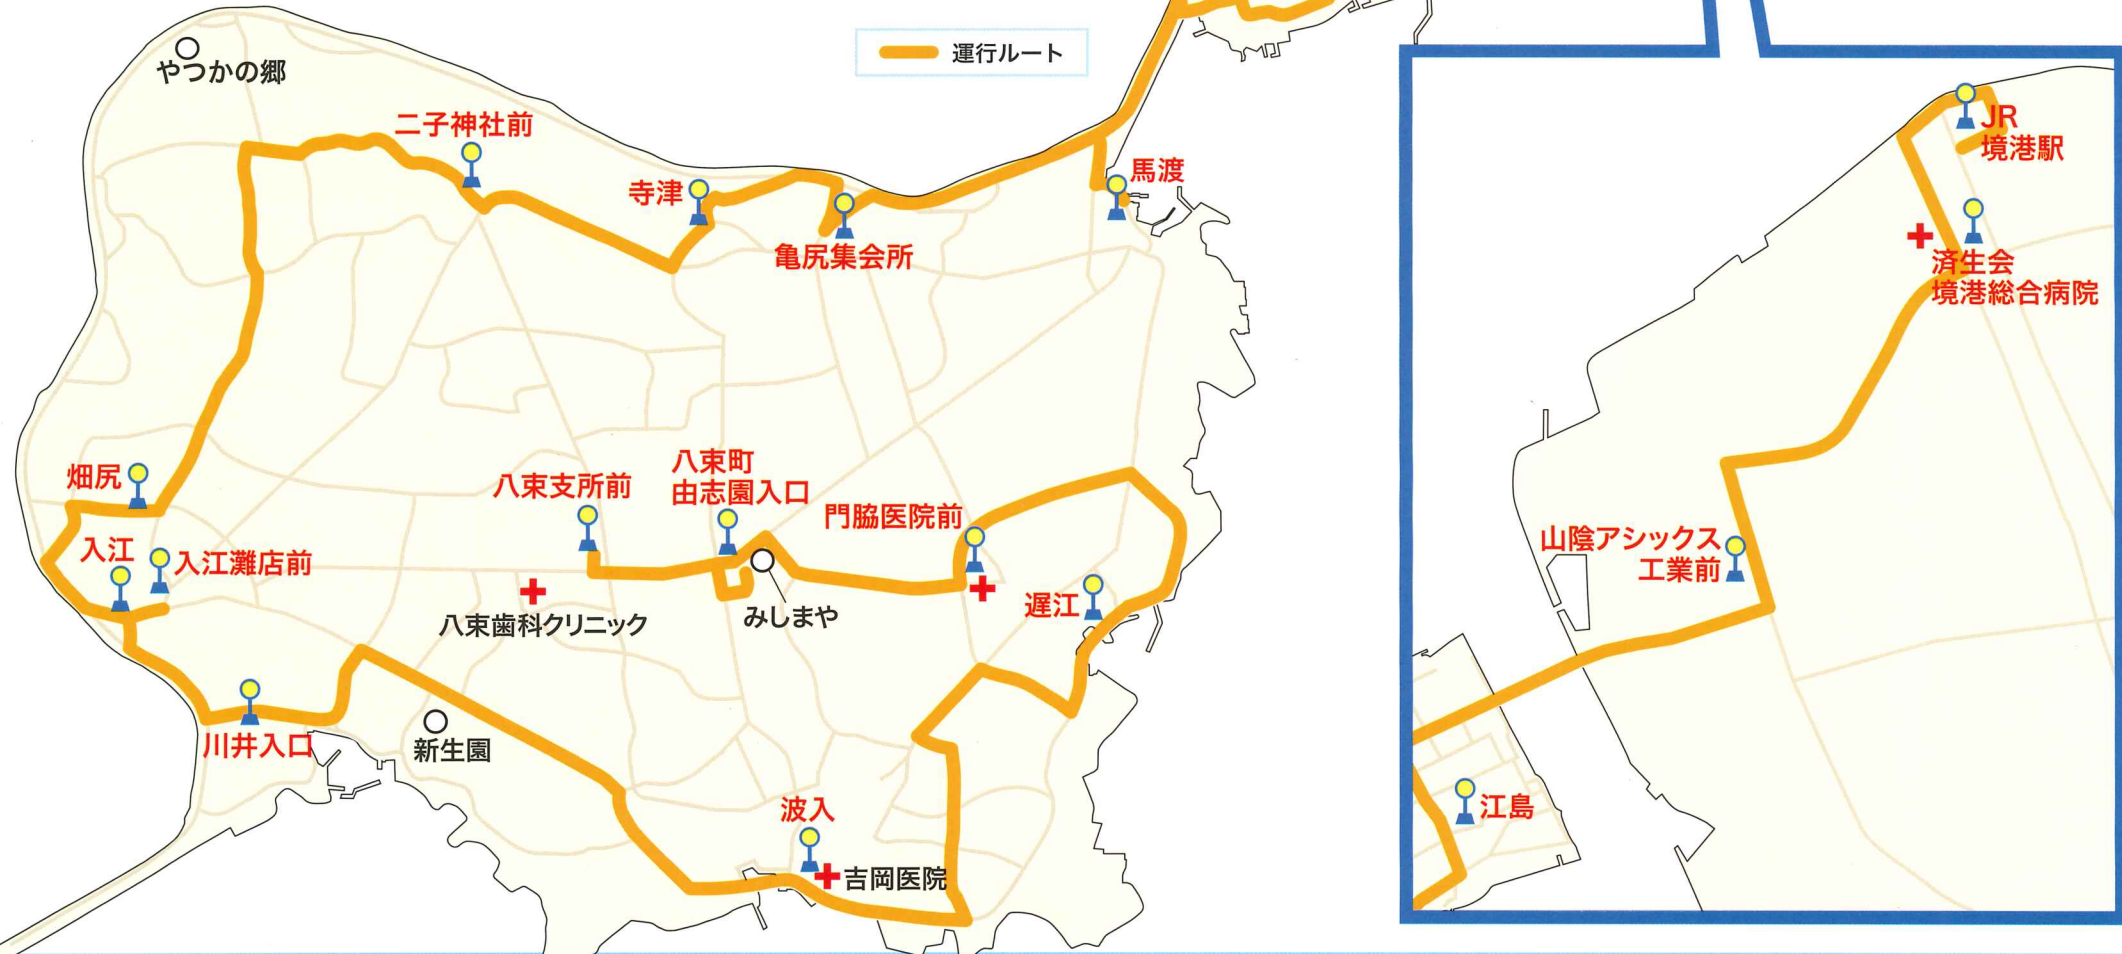 やつかの郷
運行ルート
二子神社前
寺津
亀尻集会所
馬渡
畑尻
入江
入江灘店前
八束支所前
八束町
由志園入口
門脇医院前
遅江
八束歯科クリニック
みしまや
川井入口
新生園
波入
吉岡医院
JR
境港駅
済生会
境港総合病院
山陰アシックス
工業前
江島